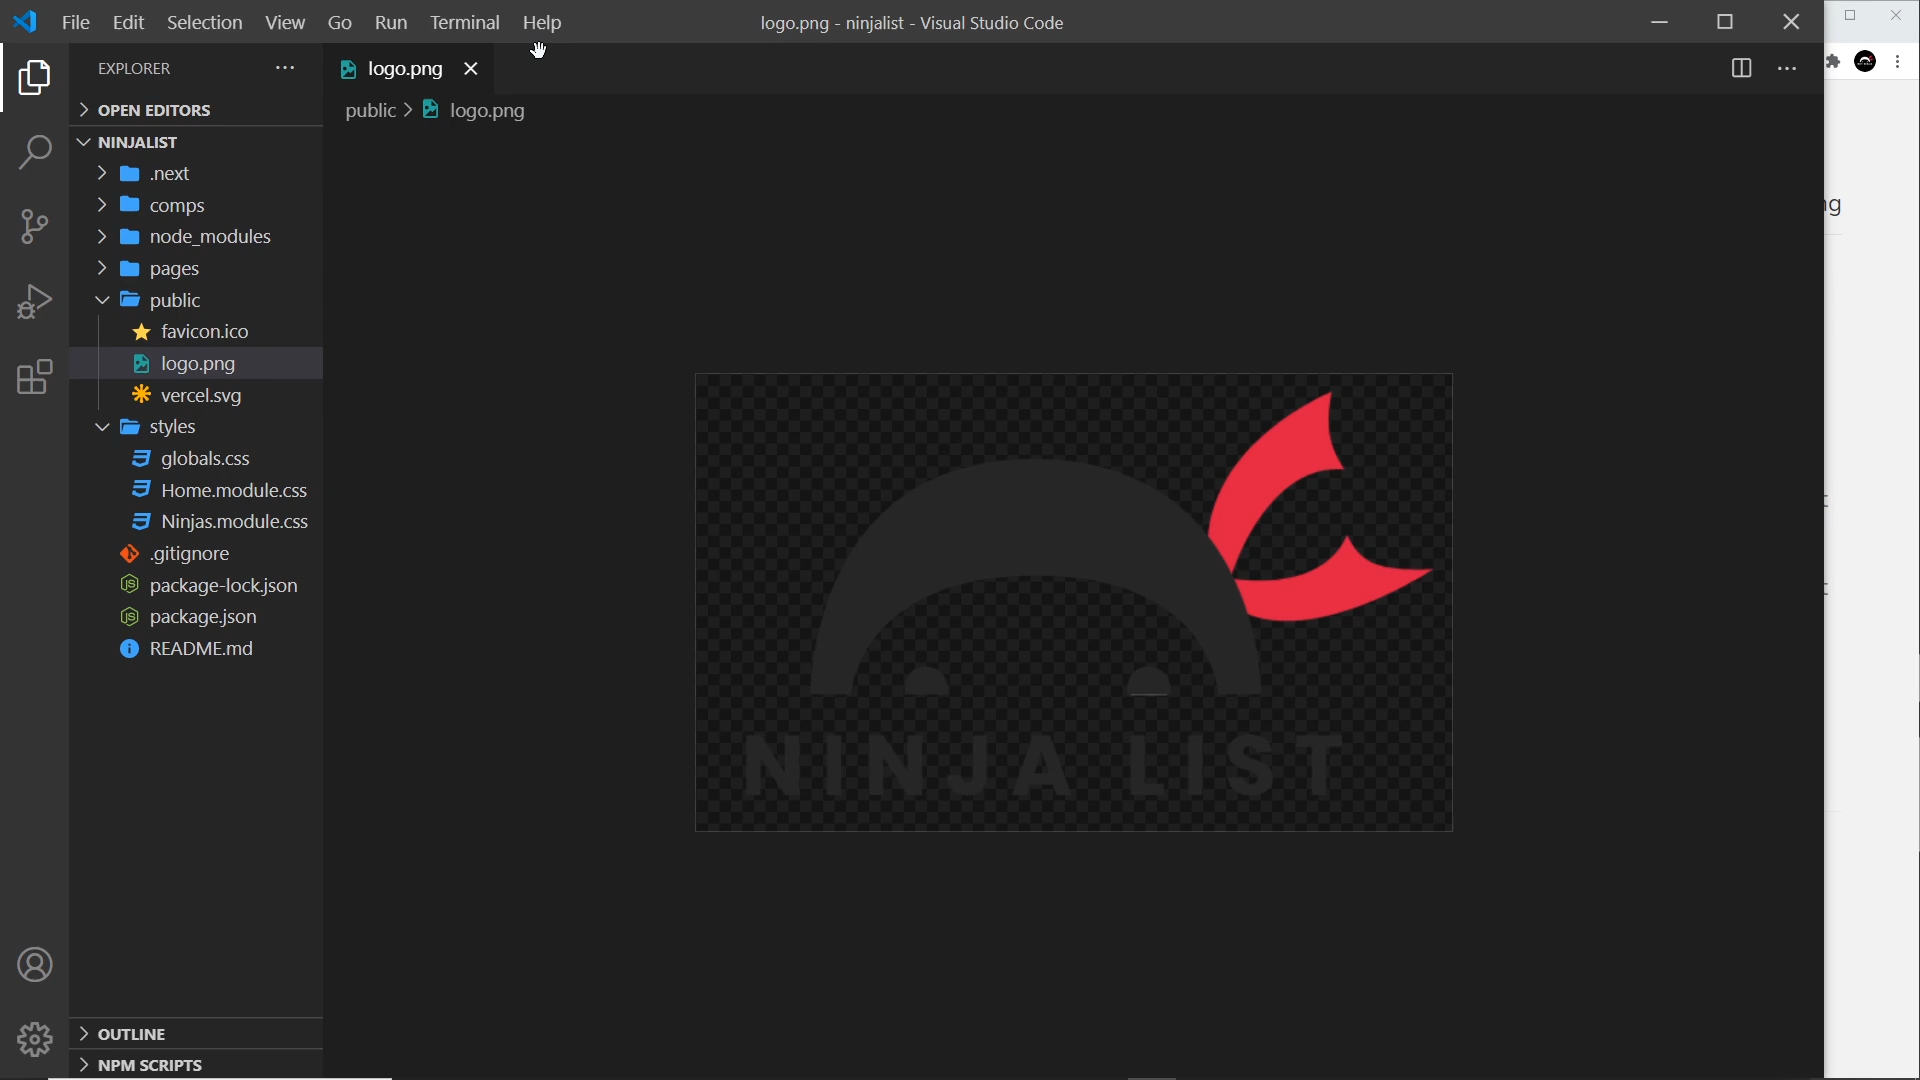 File Edit Selection View Go Run Terminal Help
logo.png - ninjalist - Visual Studio Code
EXPLORER
logo.png
OPEN EDITORS
public > logo.png
NINJALIST
.next
comps
node_modules
pages
public
favicon.ico
logo.png
vercel.svg
styles
globals.css
Home.module.css
Ninjas.module.css
.gitignore
package-lock.json
package.json
README.md
NINJA LIST
OUTLINE
NPM SCRIPTS